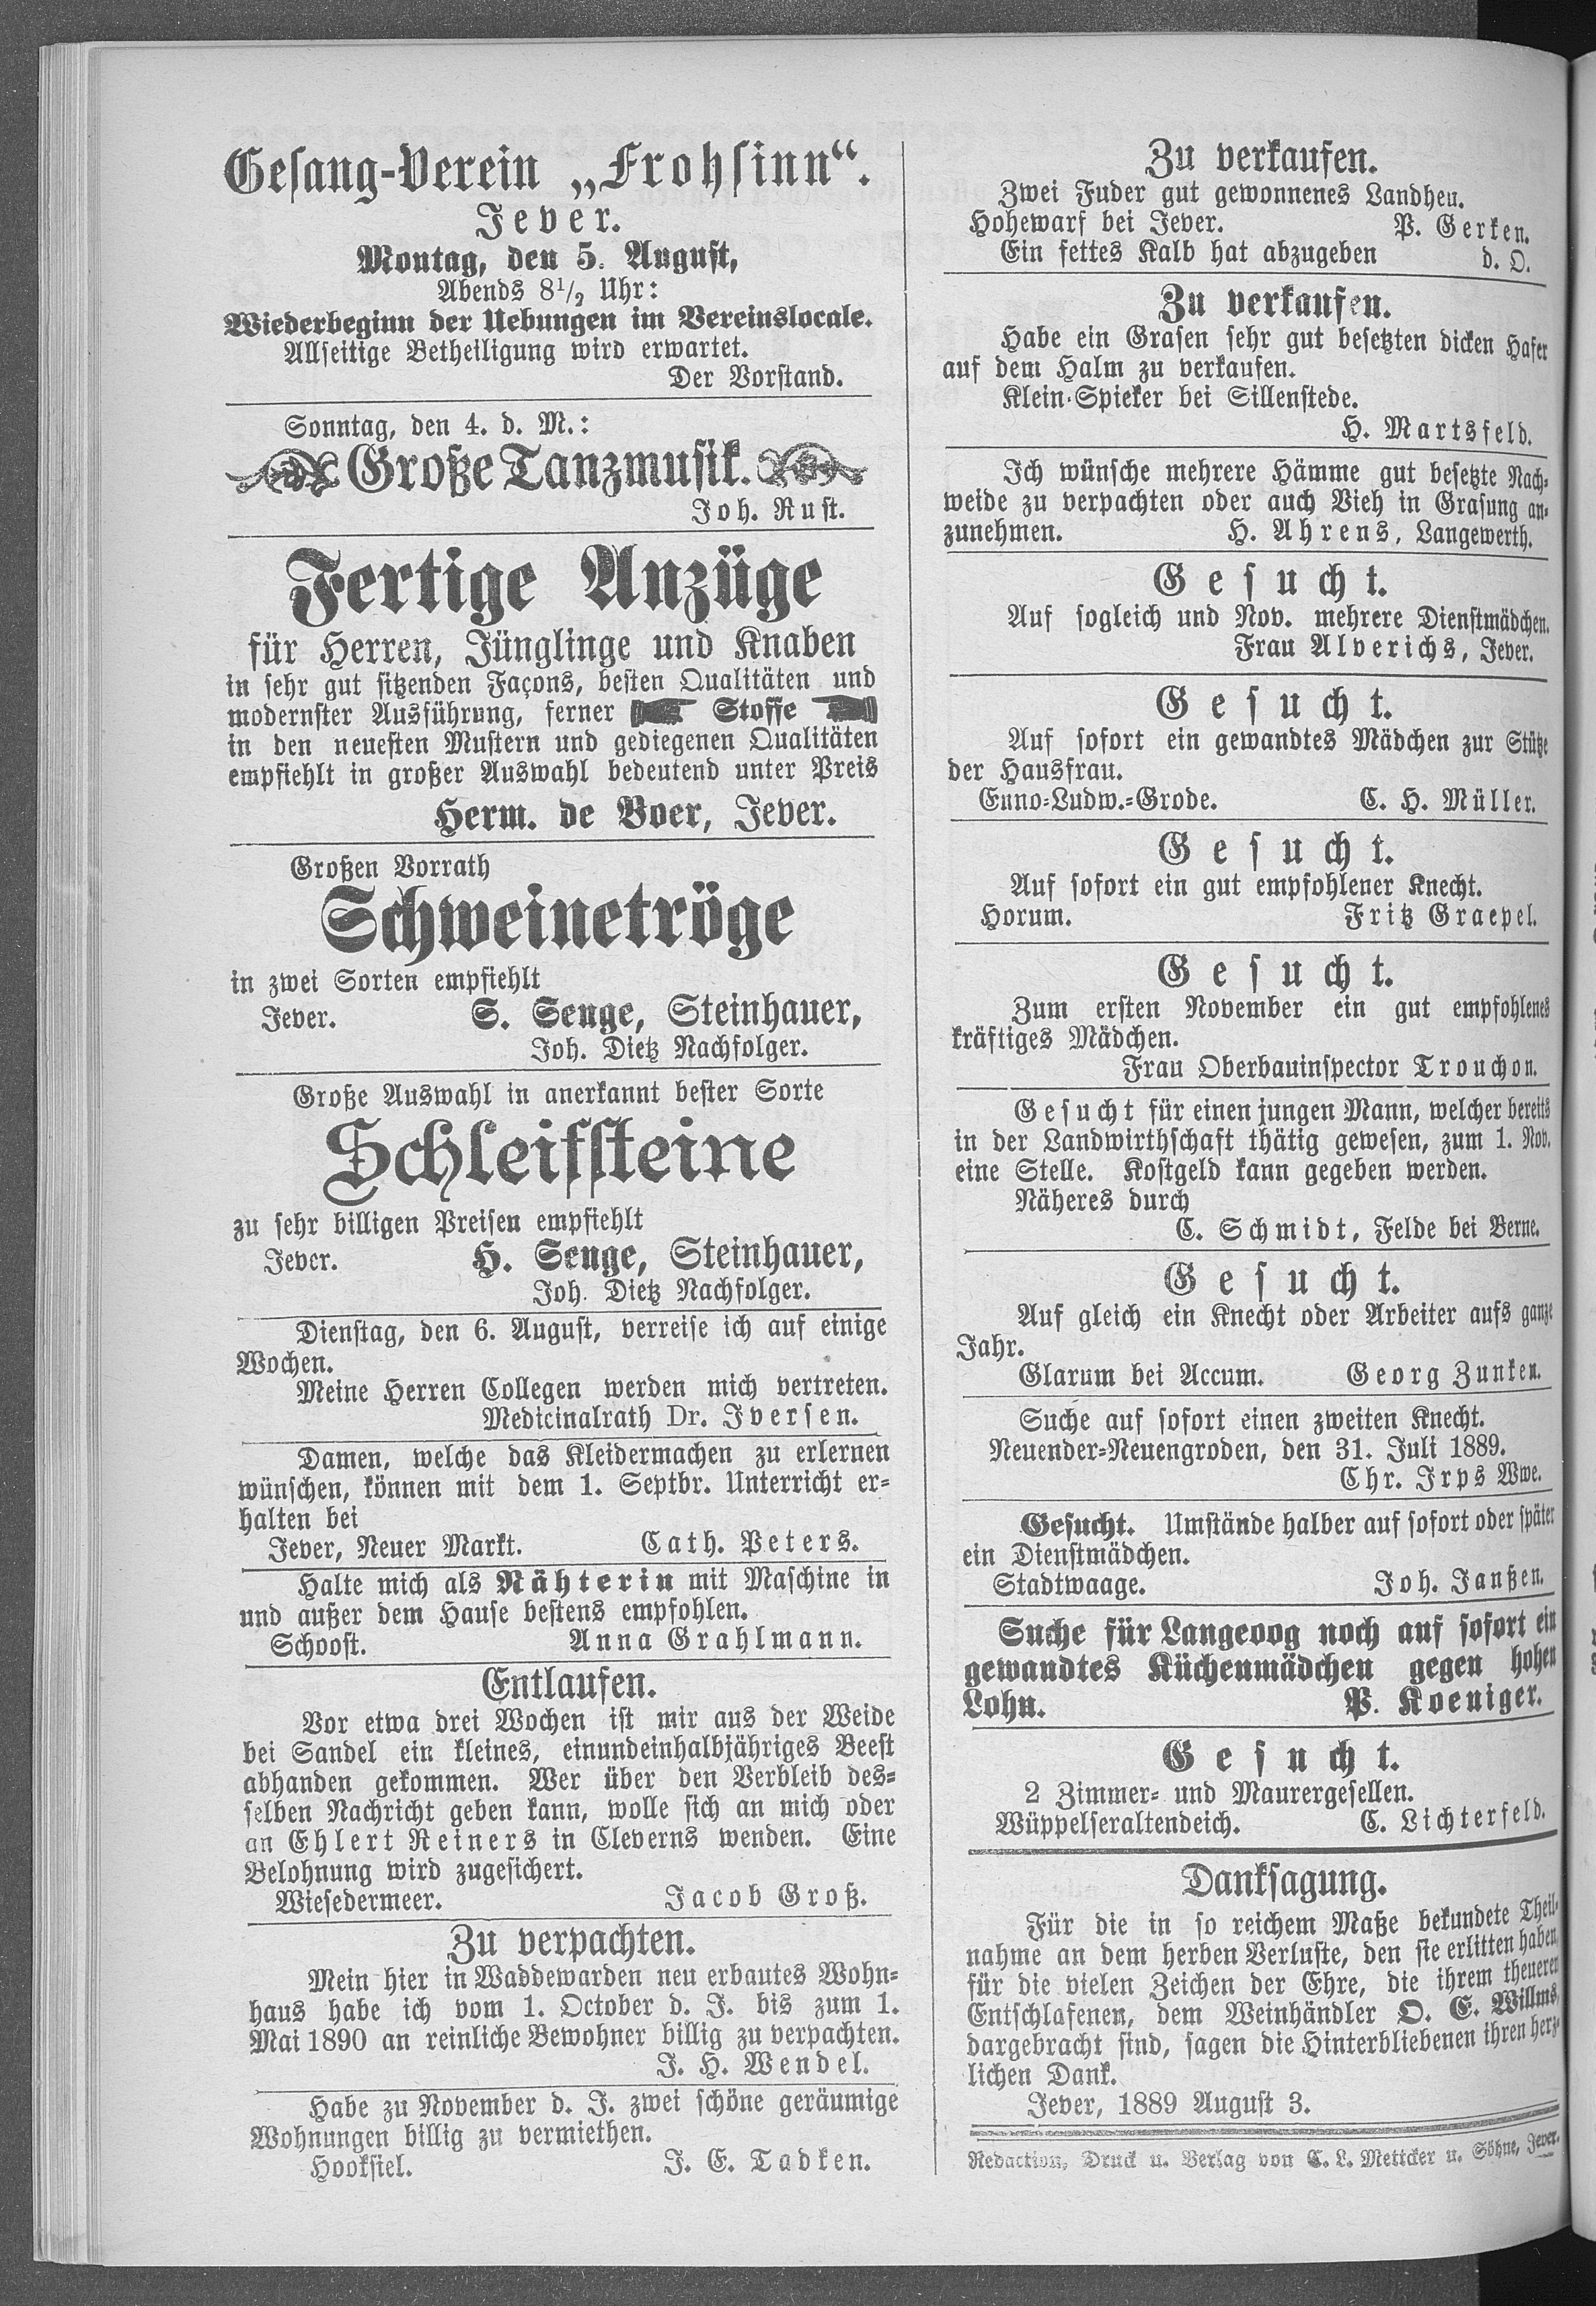 Gesang-Verein „Frohsinn“.
Jever.
Montag, den 5. August,
Abends 8½ Uhr:
Wiederbeginn der Uebungen im Vereinslocale.
Allseitige Betheiligung wird erwartet.
Der Vorstand.
Sonntag, den 4. d. M.:
Große Tanzmusik.
Joh. Rust.
Fertige Anzüge
für Herren, Jünglinge und Knaben
in sehr gut sitzenden Façons, besten Qualitäten und
modernster Ausführung, ferner Stoffe
in den neuesten Mustern und gediegenen Qualitäten
empfiehlt in großer Auswahl bedeutend unter Preis
Herm. de Boer, Jever.
Großen Vorrath
Schweinetröge
in zwei Sorten empfiehlt
Jever. S. Senge, Steinhauer,
Joh. Dietz Nachfolger.
Große Auswahl in anerkannt bester Sorte
Schleifsteine
zu sehr billigen Preisen empfiehlt
Jever. H. Senge, Steinhauer,
Joh. Dietz Nachfolger.
Dienstag, den 6. August, verreise ich auf einige
Wochen.
Meine Herren Collegen werden mich vertreten.
Medicinalrath Dr. Iversen.
Damen, welche das Kleidermachen zu erlernen
wünschen, können mit dem 1. Septbr. Unterricht er-
halten bei
Jever, Neuer Markt. Cath. Peters.
Halte mich als Nähterin mit Maschine in
und außer dem Hause bestens empfohlen.
Schoost. Anna Grahlmann.
Entlaufen.
Vor etwa drei Wochen ist mir aus der Weide
bei Sandel ein kleines, einundeinhalbjähriges Beest
abhanden gekommen. Wer über den Verbleib des-
selben Nachricht geben kann, wolle sich an mich oder
an Ehlert Reiners in Cleverns wenden. Eine
Belohnung wird zugesichert.
Wiesedermeer. Jacob Groß.
Zu verpachten.
Mein hier in Waddewarden neu erbautes Wohn-
haus habe ich vom 1. October d. J. bis zum 1.
Mai 1890 an reinliche Bewohner billig zu verpachten.
J. H. Wendel.
Habe zu November d. J. zwei schöne geräumige
Wohnungen billig zu vermiethen.
Hooksiel. J. E. Tadken.
Zu verkaufen.
Zwei Fuder gut gewonnenes Landheu.
Hohewarf bei Jever. P. Gerken.
Ein fettes Kalb hat abzugeben d. O.
Zu verkaufen.
Habe ein Grasen sehr gut besetzten dicken Hafer
auf dem Halm zu verkaufen.
Klein-Spieker bei Sillenstede.
H. Martsfeld.
Ich wünsche mehrere Hämme gut besetzte Nach-
weide zu verpachten oder auch Vieh in Grasung an-
zunehmen. H. Ahrens, Langewerth.
Gesucht.
Auf sogleich und Nov. mehrere Dienstmädchen.
Frau Alverichs, Jever.
Gesucht.
Auf sofort ein gewandtes Mädchen zur Stütze
der Hausfrau.
Enno-Ludw.-Grode. C. H. Müller.
Gesucht.
Auf sofort ein gut empfohlener Knecht.
Horum. Fritz Graepel.
Gesucht.
Zum ersten November ein gut empfohlenes
kräftiges Mädchen.
Frau Oberbauinspector Trouchon.
Gesucht für einen jungen Mann, welcher bereits
in der Landwirthschaft thätig gewesen, zum 1. Nov.
eine Stelle. Kostgeld kann gegeben werden.
Näheres durch
C. Schmidt, Felde bei Berne.
Gesucht.
Auf gleich ein Knecht oder Arbeiter aufs ganze
Jahr.
Glarum bei Accum. Georg Zunken.
Suche auf sofort einen zweiten Knecht.
Neuender-Neuengroden, den 31. Juli 1889.
Chr. Irps Wwe.
Gesucht. Umstände halber auf sofort oder später
ein Dienstmädchen.
Stadtwaage. Joh. Janßen.
Suche für Langeoog noch auf sofort ein
gewandtes Küchenmädchen gegen hohen
Lohn. P. Koeniger.
Gesucht.
2 Zimmer- und Maurergesellen.
Wüppelseraltendeich. C. Lichterfeld.
Danksagung.
Für die in so reichem Maße bekundete Theil-
nahme an dem herben Verluste, den sie erlitten haben,
für die vielen Zeichen der Ehre, die ihrem theueren
Entschlafenen, dem Weinhändler O. E. Willms,
dargebracht sind, sagen die Hinterbliebenen ihren herz-
lichen Dank.
Jever, 1889 August 3.
Redaction, Druck u. Verlag von C. L. Mettcker u. Söhne, Jever.